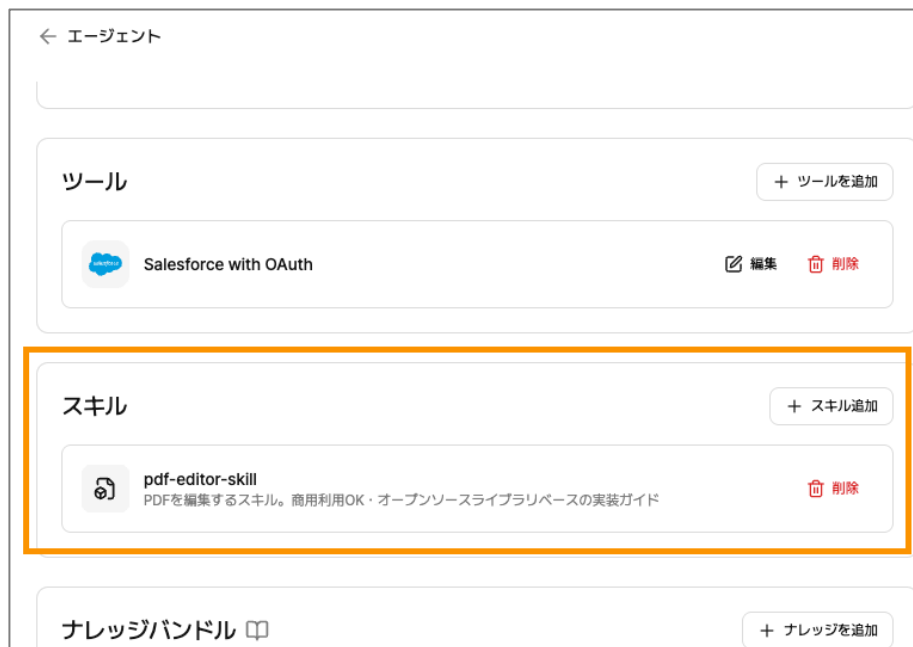 エージェント
ツール
ツールを追加
salesforce
Salesforce with OAuth
編集
削除
スキル
スキル追加
pdf-editor-skill
PDFを編集するスキル。商用利用OK・オープンソースライブラリベースの実装ガイド
削除
ナレッジバンドル
ナレッジを追加